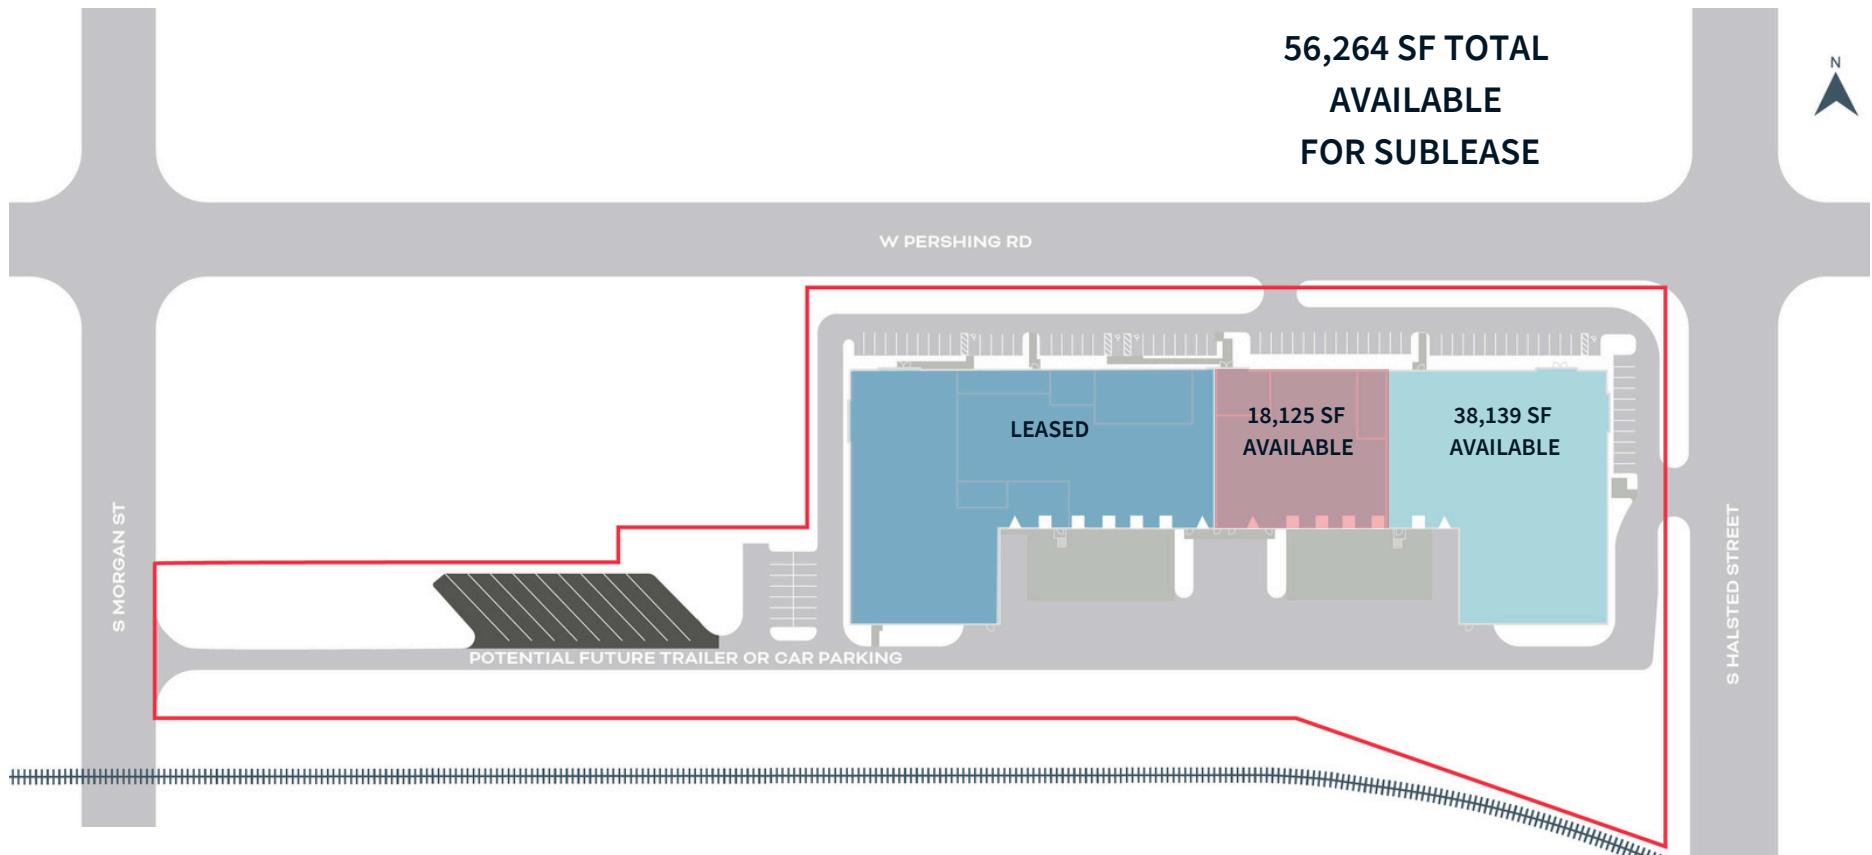 56,264 SF TOTAL
AVAILABLE
FOR SUBLEASE
N
W PERSHING RD
LEASED
18,125 SF
AVAILABLE
38,139 SF
AVAILABLE
S MORGAN ST
S HALSTED STREET
POTENTIAL FUTURE TRAILER OR CAR PARKING